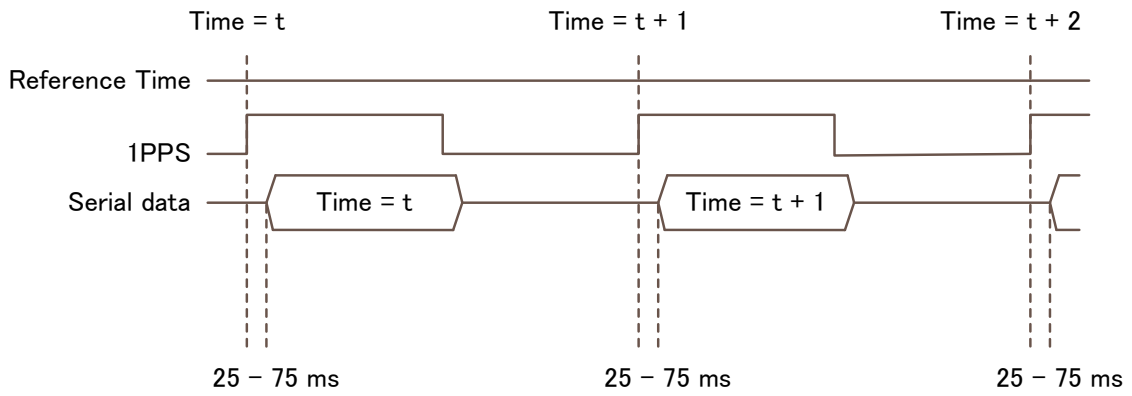 Time = t
Time = t + 1
Time = t + 2
Reference Time
1PPS
Serial data
Time = t
Time = t + 1
25 – 75 ms
25 – 75 ms
25 – 75 ms